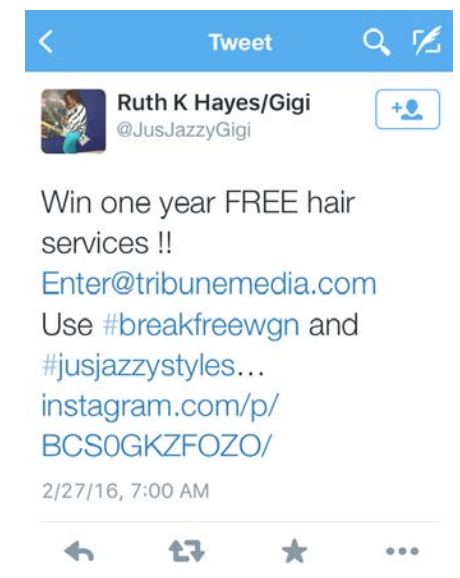 Tweet
Ruth K Hayes/Gigi
@JusJazzyGigi
Win one year FREE hair
services !!
Enter@tribunemedia.com
Use #breakfreewgn and
#jusjazzystyles...
instagram.com/p/
BCS0GKZFOZO/
2/27/16, 7:00 AM